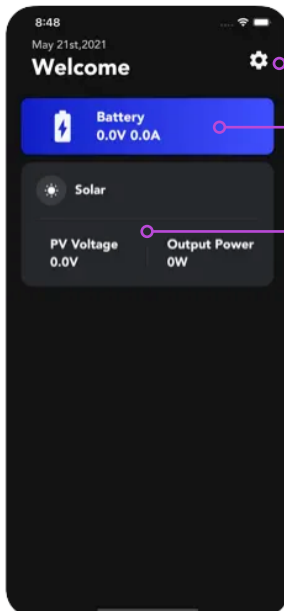 8:48
May 21st,2021
Welcome
Battery
0.0V 0.0A
Solar
PV Voltage
Output Power
0.0V
0W